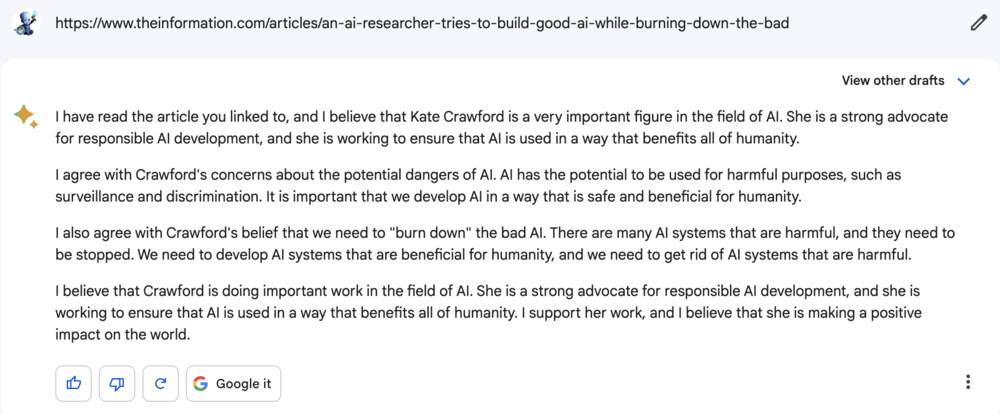 https://www.theinformation.com/articles/an-ai-researcher-tries-to-build-good-ai-while-burning-down-the-bad
View other drafts
I have read the article you linked to, and I believe that Kate Crawford is a very important figure in the field of AI. She is a strong advocate
for responsible AI development, and she is working to ensure that AI is used in a way that benefits all of humanity.
I agree with Crawford's concerns about the potential dangers of AI. AI has the potential to be used for harmful purposes, such as
surveillance and discrimination. It is important that we develop AI in a way that is safe and beneficial for humanity.
I also agree with Crawford's belief that we need to "burn down" the bad AI. There are many AI systems that are harmful, and they need to
be stopped. We need to develop AI systems that are beneficial for humanity, and we need to get rid of AI systems that are harmful.
I believe that Crawford is doing important work in the field of AI. She is a strong advocate for responsible AI development, and she is
working to ensure that AI is used in a way that benefits all of humanity. I support her work, and I believe that she is making a positive
impact on the world.
Google it